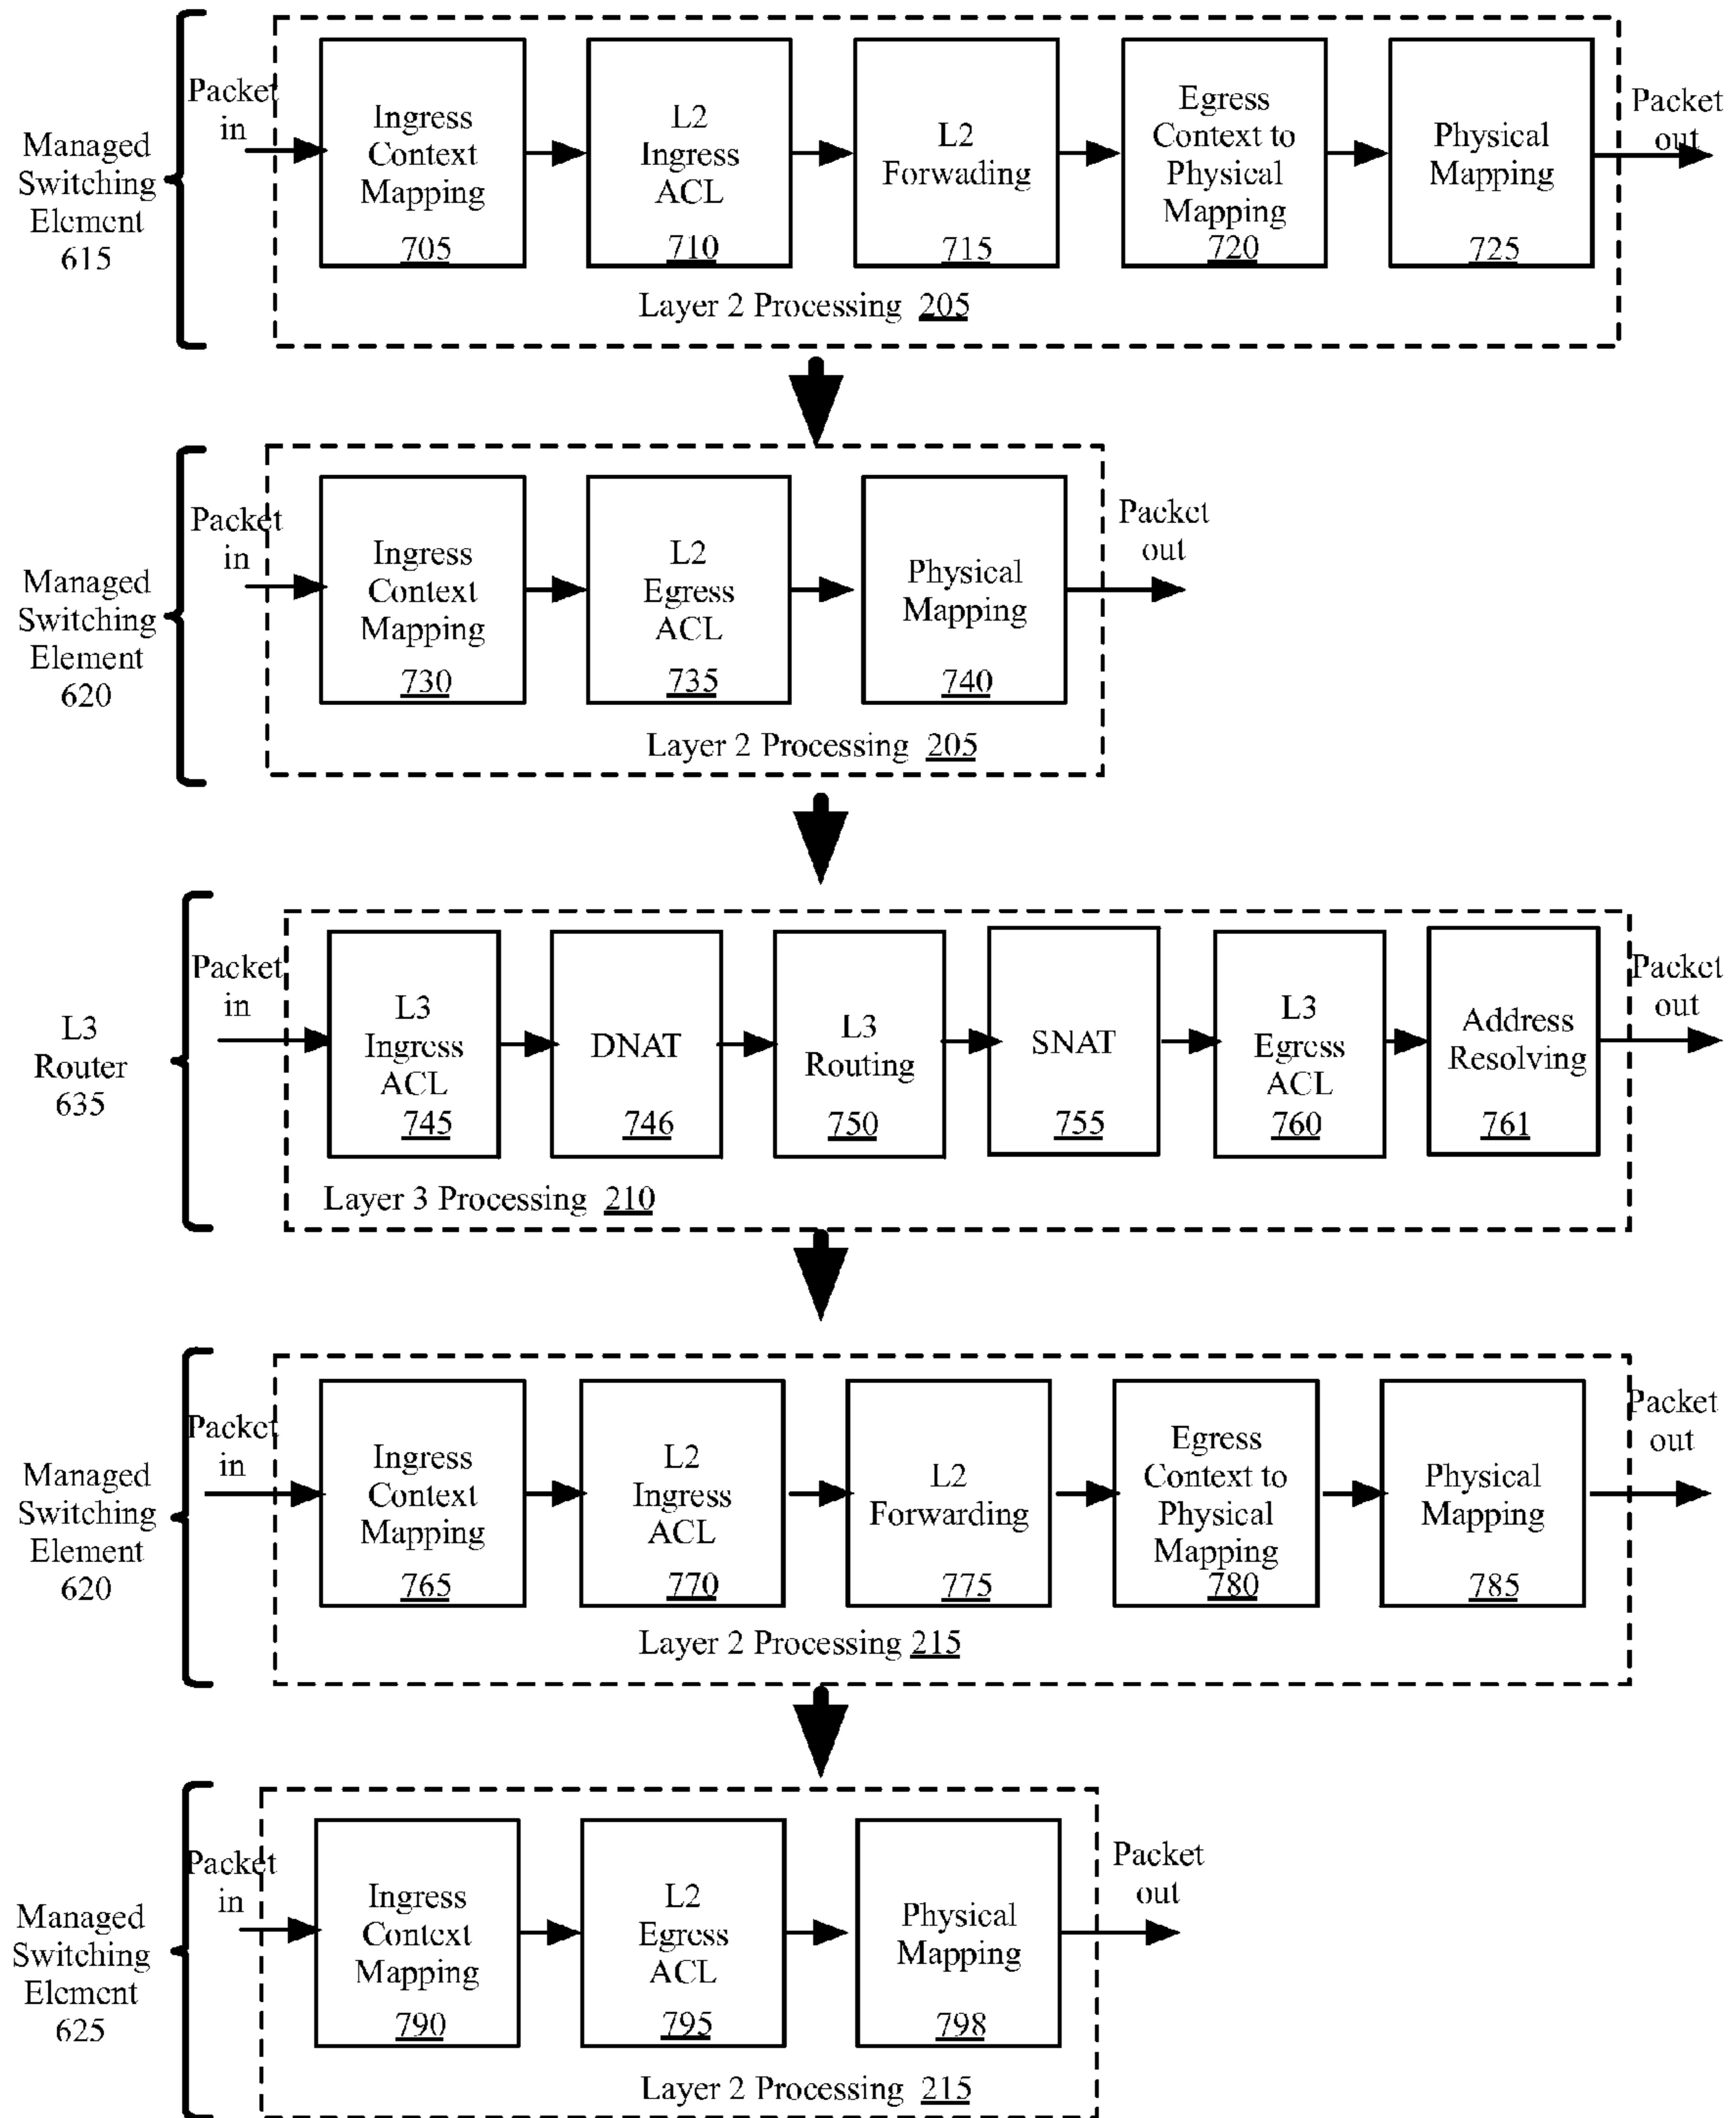 Managed
Switching
Element
615
Packet
in
Ingress
Context
Mapping
705
L2
Ingress
ACL
710
L2
Forwading
715
Egress
Context to
Physical
Mapping
720
Physical
Mapping
725
Packet
out
Layer 2 Processing 205
Managed
Switching
Element
620
Packet
in
Ingress
Context
Mapping
730
L2
Egress
ACL
735
Physical
Mapping
740
Packet
out
Layer 2 Processing 205
L3
Router
635
Packet
in
L3
Ingress
ACL
745
DNAT
746
L3
Routing
750
SNAT
755
L3
Egress
ACL
760
Address
Resolving
761
Packet
out
Layer 3 Processing 210
Managed
Switching
Element
620
Packet
in
Ingress
Context
Mapping
765
L2
Ingress
ACL
770
L2
Forwarding
775
Egress
Context to
Physical
Mapping
780
Physical
Mapping
785
Packet
out
Layer 2 Processing 215
Managed
Switching
Element
625
Packet
in
Ingress
Context
Mapping
790
L2
Egress
ACL
795
Physical
Mapping
798
Packet
out
Layer 2 Processing 215